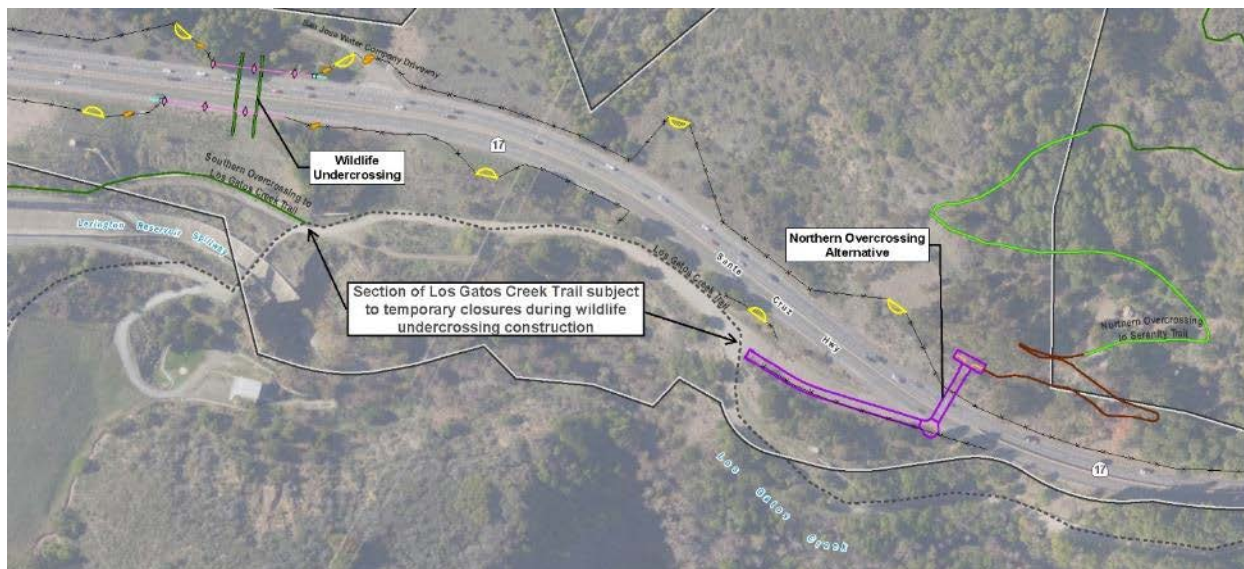 San Jose Water Company Driveway
17
Wildlife
Undercrossing
Southern Overcrossing to
Los Gatos Creek Trail
Lexington Reservoir Spillway
Section of Los Gatos Creek Trail subject
to temporary closures during wildlife
undercrossing construction
Los Gatos Creek Trail
Santa Cruz Hwy
Northern Overcrossing
Alternative
Northern Overcrossing
to Serenity Trail
17
Los Gatos
Creek